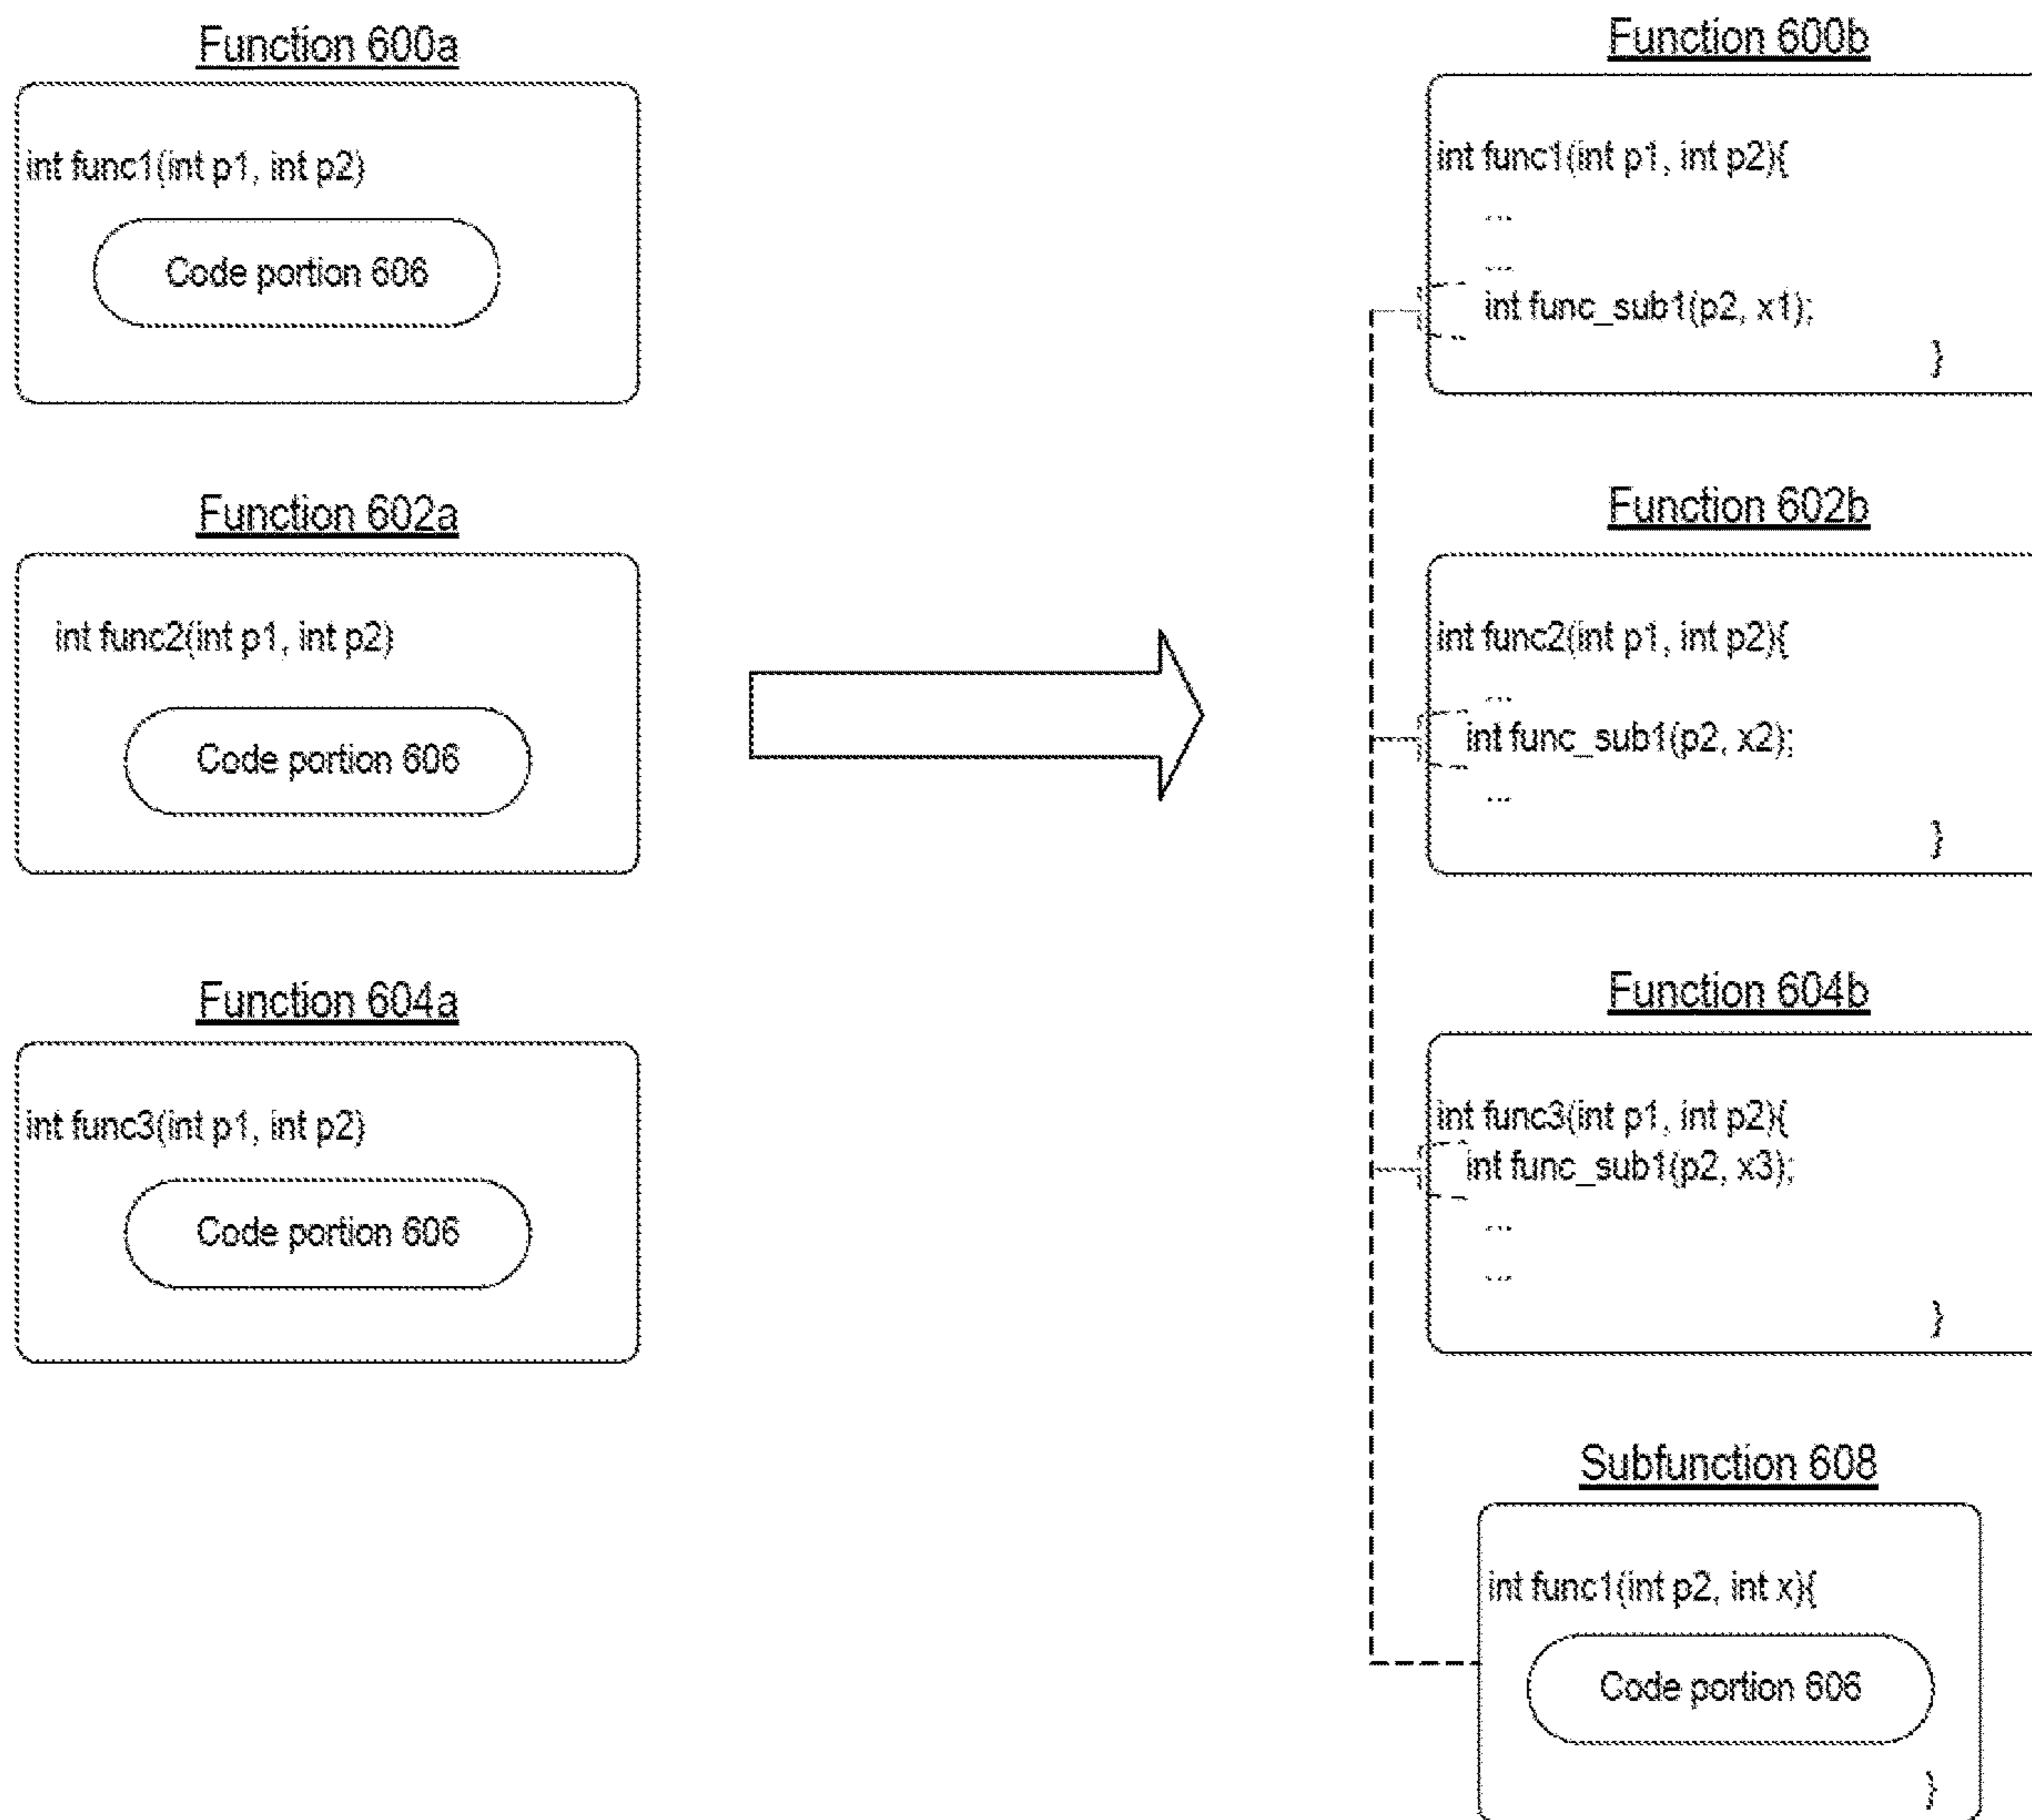 Function 600a
int func1(int p1, int p2)
Code portion 606
Function 602a
int func2(int p1, int p2)
Code portion 606
Function 604a
int func3(int p1, int p2)
Code portion 606
Function 600b
int func1(int p1, int p2){
...
...
int func_sub1(p2, x1);
}
Function 602b
int func2(int p1, int p2){
...
int func_sub1(p2, x2);
...
}
Function 604b
int func3(int p1, int p2){
int func_sub1(p2, x3);
...
...
}
Subfunction 608
int func1(int p2, int x){
Code portion 606
}